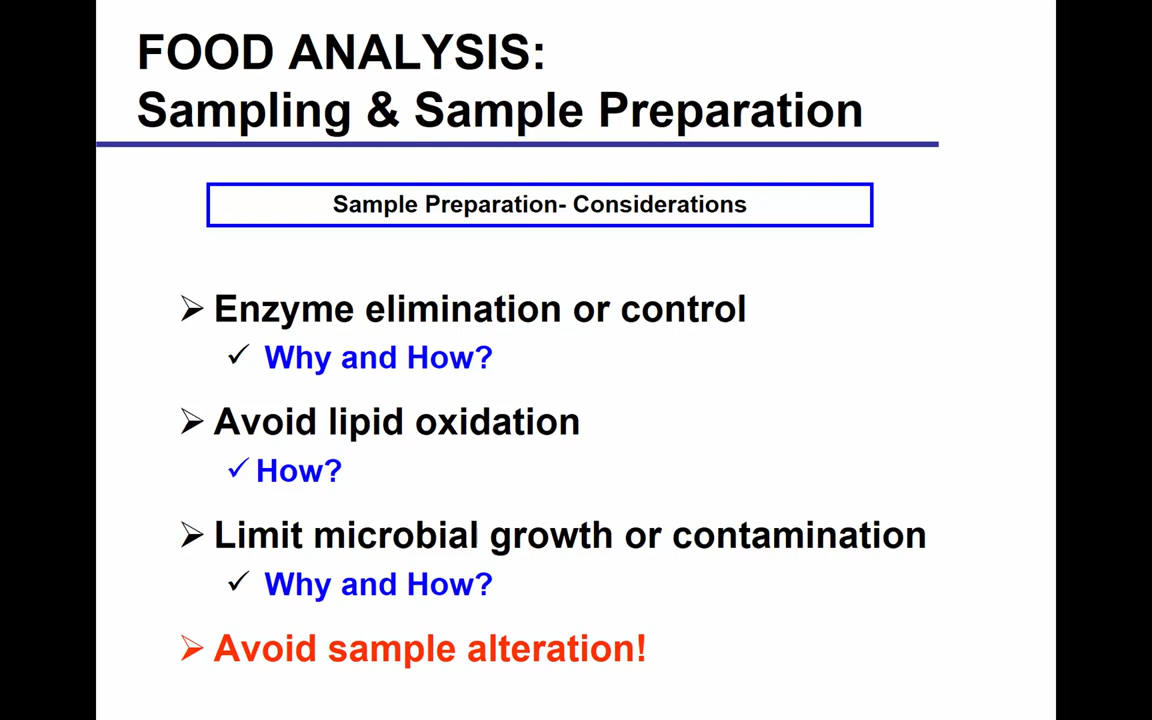 FOOD ANALYSIS:
Sampling & Sample Preparation
Sample Preparation- Considerations
Enzyme elimination or control
Why and How?
Avoid lipid oxidation
How?
Limit microbial growth or contamination
Why and How?
Avoid sample alteration!